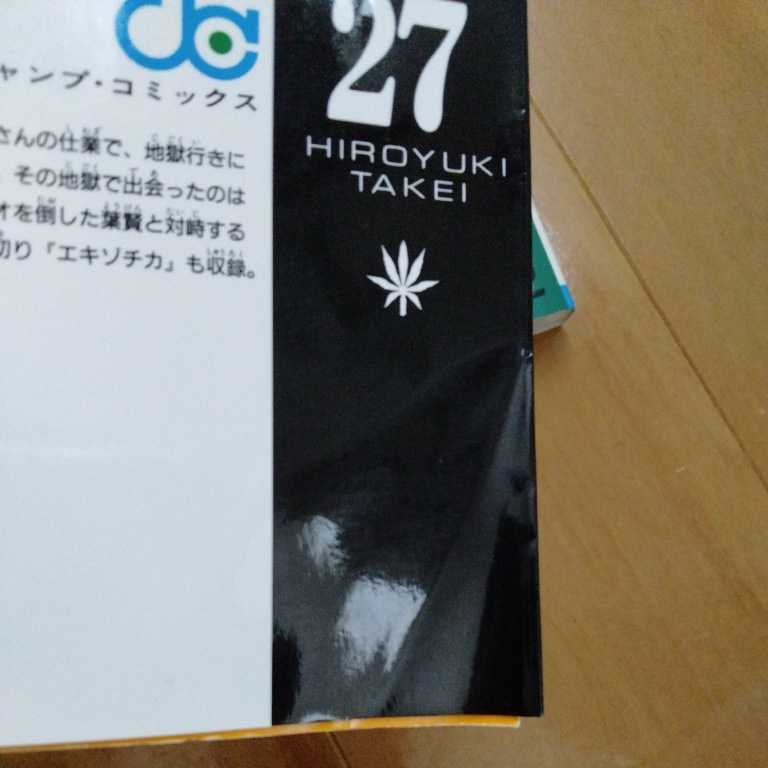 27
HIROYUKI
TAKEI
JC
ャンプ・コミックス
さんの仕業で、地獄行きに
その地獄で出会ったのは
オを倒した葉賢と対峙する
切り『エキゾチカ』も収録。